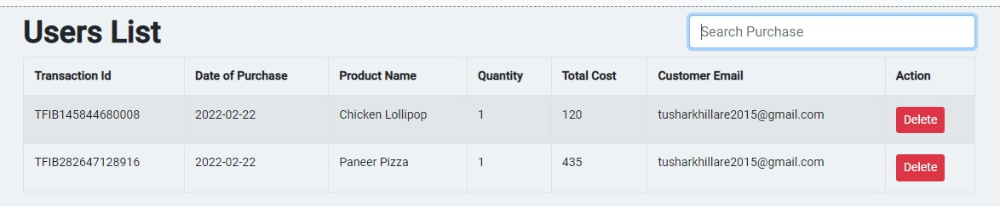 Users List
Search Purchase
Transaction Id Date of Purchase Product Name Quantity Total Cost Customer Email Action
TFIB145844680008 2022-02-22 Chicken Lollipop 1 120 tusharkhillare2015@gmail.com Delete
TFIB282647128916 2022-02-22 Paneer Pizza 1 435 tusharkhillare2015@gmail.com Delete